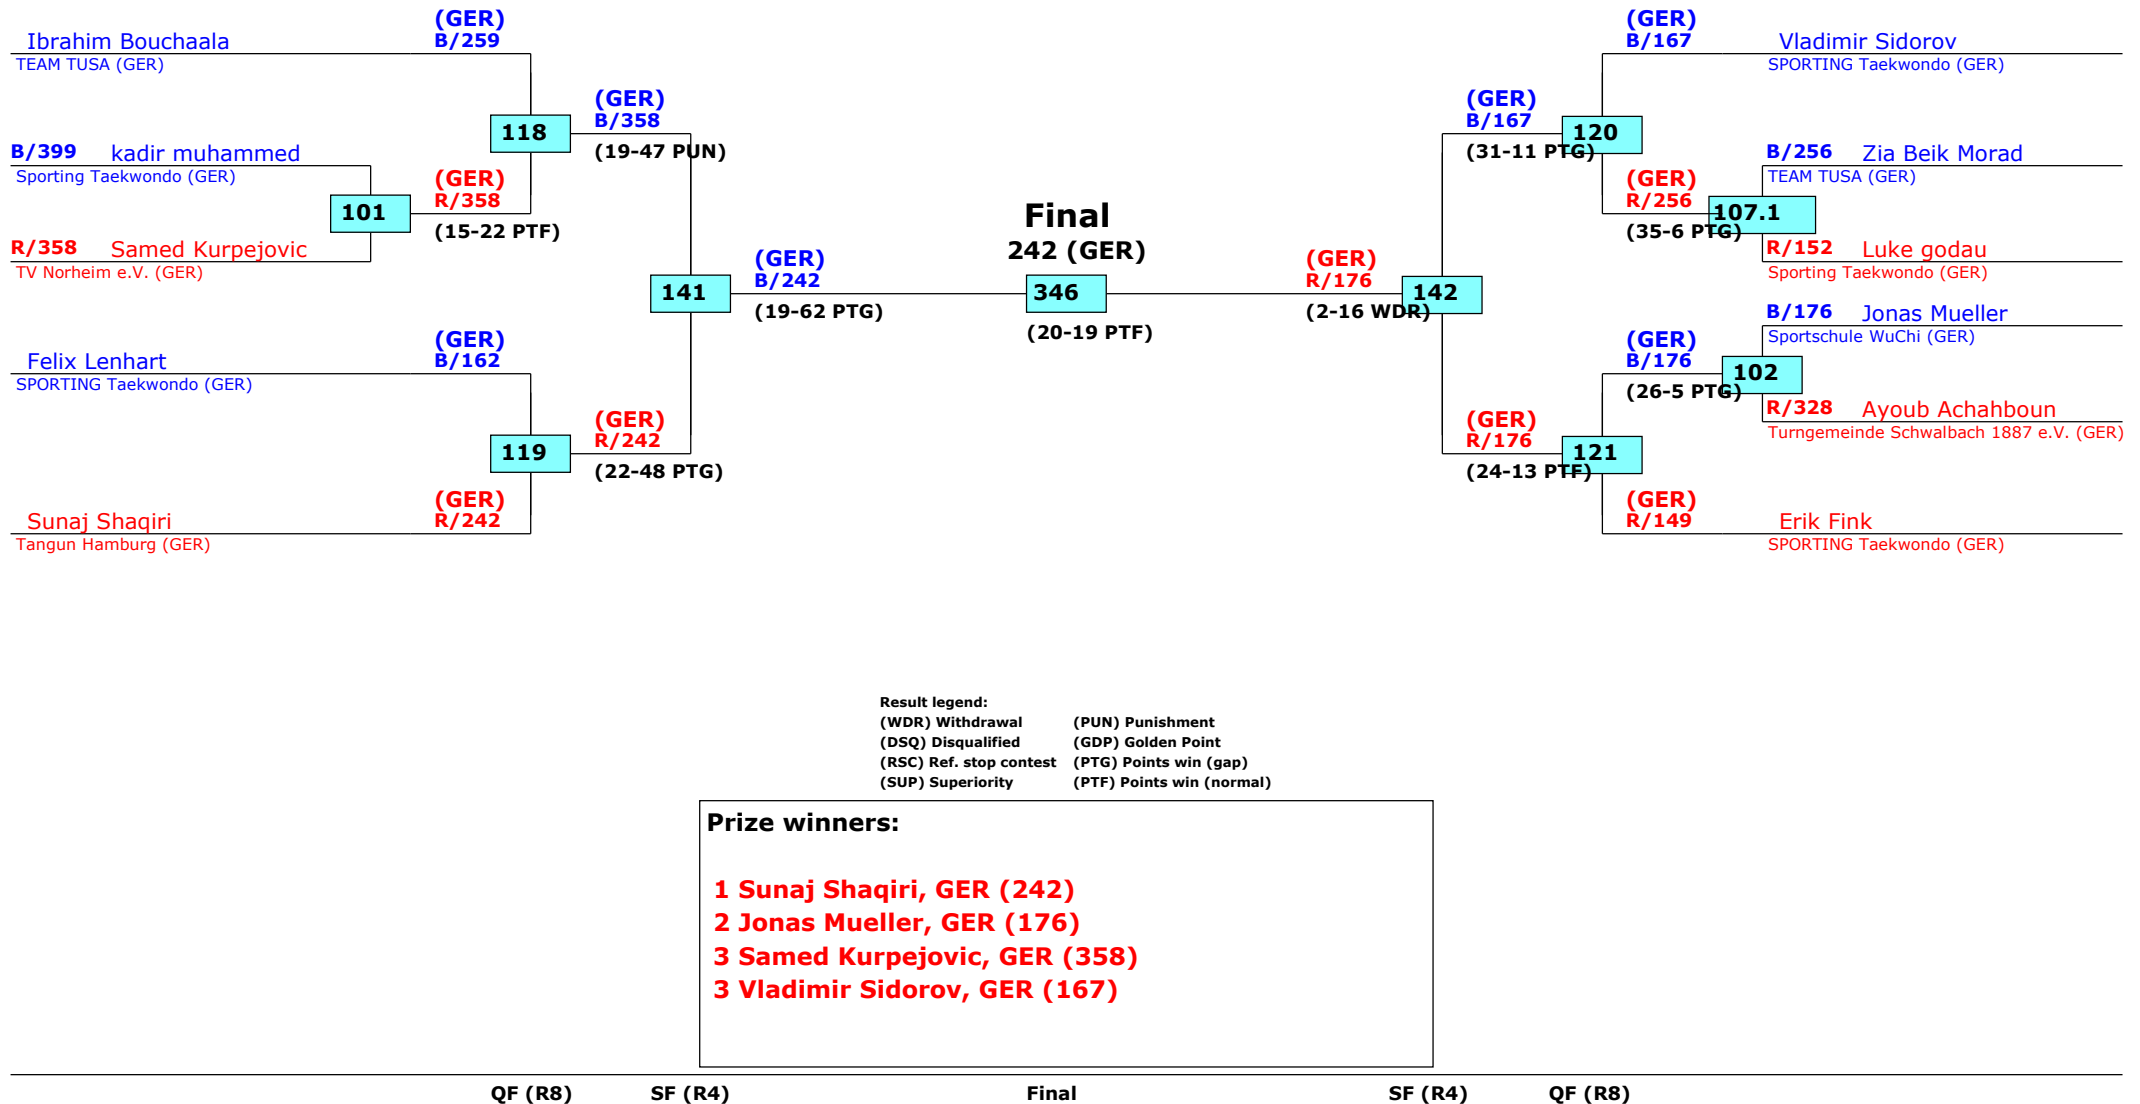 (GER)
B/259
Ibrahim Bouchaala
TEAM TUSA (GER)
118
(GER)
B/358
(19-47 PUN)
B/399 kadir muhammed
Sporting Taekwondo (GER)
101
(GER)
R/358
(15-22 PTF)
R/358 Samed Kurpejovic
TV Norheim e.V. (GER)
141
(GER)
B/242
(19-62 PTG)
(GER)
B/162
Felix Lenhart
SPORTING Taekwondo (GER)
119
(GER)
R/242
(22-48 PTG)
(GER)
R/242
Sunaj Shaqiri
Tangun Hamburg (GER)
Final
242 (GER)
346
(20-19 PTF)
(GER)
R/176
(2-16 WDR)
142
(GER)
B/167
(31-11 PTG)
120
(GER)
B/167
Vladimir Sidorov
SPORTING Taekwondo (GER)
B/256 Zia Beik Morad
TEAM TUSA (GER)
(GER)
R/256
(35-6 PTG)
107.1
R/152 Luke godau
Sporting Taekwondo (GER)
B/176 Jonas Mueller
Sportschule WuChi (GER)
(GER)
B/176
(26-5 PTG)
102
R/328 Ayoub Achahboun
Turngemeinde Schwalbach 1887 e.V. (GER)
(GER)
R/176
(24-13 PTF)
121
(GER)
R/149
Erik Fink
SPORTING Taekwondo (GER)
Result legend:
(WDR) Withdrawal (PUN) Punishment
(DSQ) Disqualified (GDP) Golden Point
(RSC) Ref. stop contest (PTG) Points win (gap)
(SUP) Superiority (PTF) Points win (normal)
Prize winners:
1 Sunaj Shaqiri, GER (242)
2 Jonas Mueller, GER (176)
3 Samed Kurpejovic, GER (358)
3 Vladimir Sidorov, GER (167)
QF (R8) SF (R4) Final SF (R4) QF (R8)